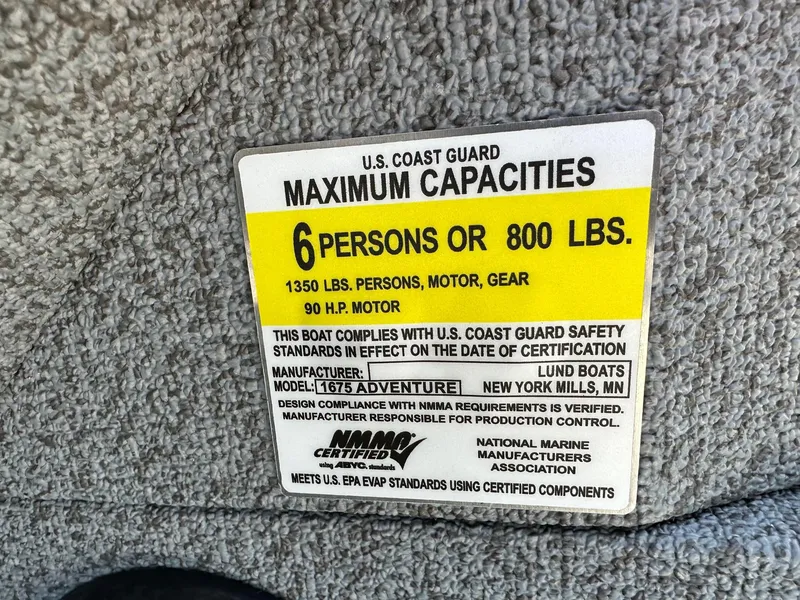 U.S. COAST GUARD
MAXIMUM CAPACITIES
6 PERSONS OR 800 LBS.
1350 LBS. PERSONS, MOTOR, GEAR
90 H.P. MOTOR
THIS BOAT COMPLIES WITH U.S. COAST GUARD SAFETY
STANDARDS IN EFFECT ON THE DATE OF CERTIFICATION
MANUFACTURER: LUND BOATS
MODEL: 1675 ADVENTURE NEW YORK MILLS, MN
DESIGN COMPLIANCE WITH NMMA REQUIREMENTS IS VERIFIED.
MANUFACTURER RESPONSIBLE FOR PRODUCTION CONTROL.
NMMA®
CERTIFIED
using ABYC. standards
NATIONAL MARINE
MANUFACTURERS
ASSOCIATION
MEETS U.S. EPA EVAP STANDARDS USING CERTIFIED COMPONENTS